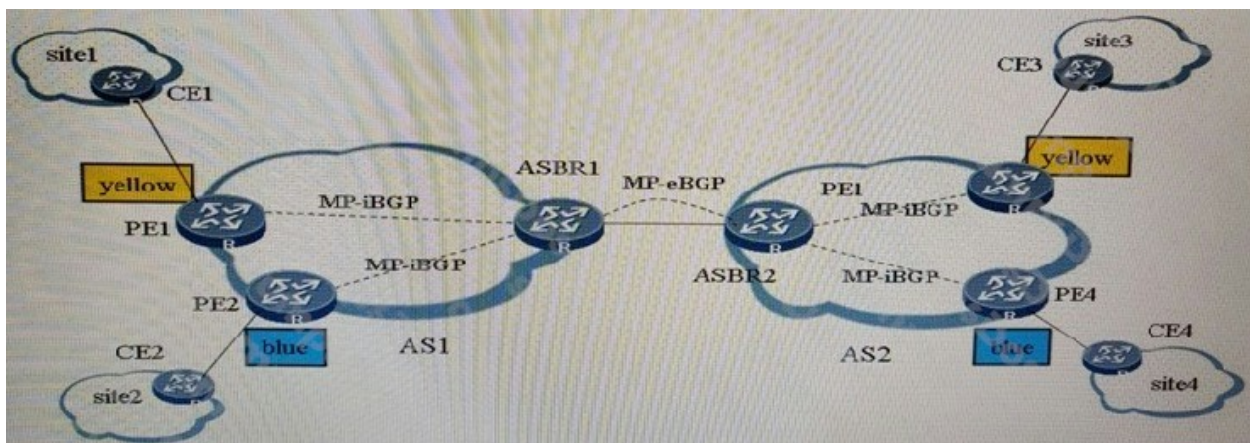 site1
CE1
yellow
PE1
MP-iBGP
MP-iBGP
ASBR1
PE2
blue
AS1
CE2
site2
MP-eBGP
ASBR2
PE1
MP-iBGP
MP-iBGP
AS2
CE3
site3
yellow
PE4
blue
CE4
site4